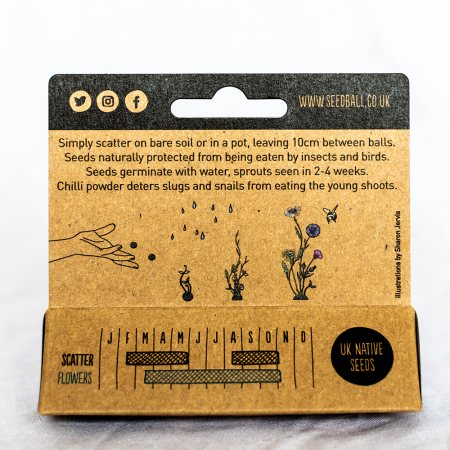 WWW.SEEDBALL.CO.UK
Simply scatter on bare soil or in a pot, leaving 10cm between balls.
Seeds naturally protected from being eaten by insects and birds.
Seeds germinate with water, sprouts seen in 2-4 weeks.
Chilli powder deters slugs and snails from eating the young shoots.
Illustrations by Sharon Jervis
J F M A M J J A S O N D
SCATTER
FLOWERS
UK NATIVE
SEEDS